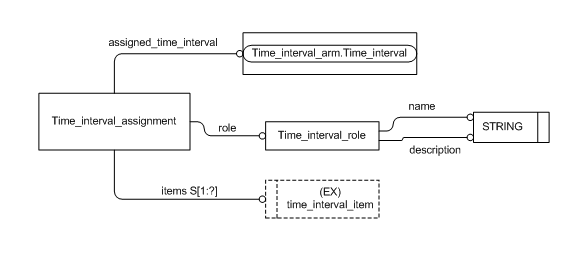 assigned_time_interval
Time_interval_arm.Time_interval
Time_interval_assignment
role
Time_interval_role
name
STRING
description
items S[1:?]
(EX)
time_interval_item